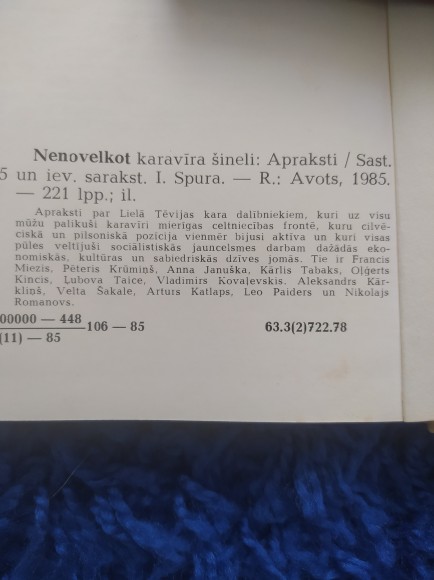 Nenovelkot karavīra šineli: Apraksti / Sast.
5 un iev. sarakst. I. Spura. — R.: Avots, 1985.
— 221 lpp.; il.
Apraksti par Lielā Tēvijas kara dalībniekiem, kuri uz visu
mūžu palikuši karavīri mierīgas celtniecības frontē, kuru cilvē-
ciskā un pilsoniskā pozīcija vienmēr bijusi aktīva un kuri visas
pūles veltījuši sociālistiskās jauncelsmes darbam dažādās eko-
nomiskās, kultūras un sabiedriskās dzīves jomās. Tie ir Francis
Miezis, Pēteris Krūmiņš, Anna Januška, Kārlis Tabaks, Oļģerts
Kincis, Ļubova Taice, Vladimirs Kovaļevskis. Aleksandrs Kār-
kliņš, Velta Sakale, Arturs Katlaps, Leo Paiders un Nikolajs
Romanovs.
00000 — 448
(11) — 85
106 — 85
63.3(2)722.78